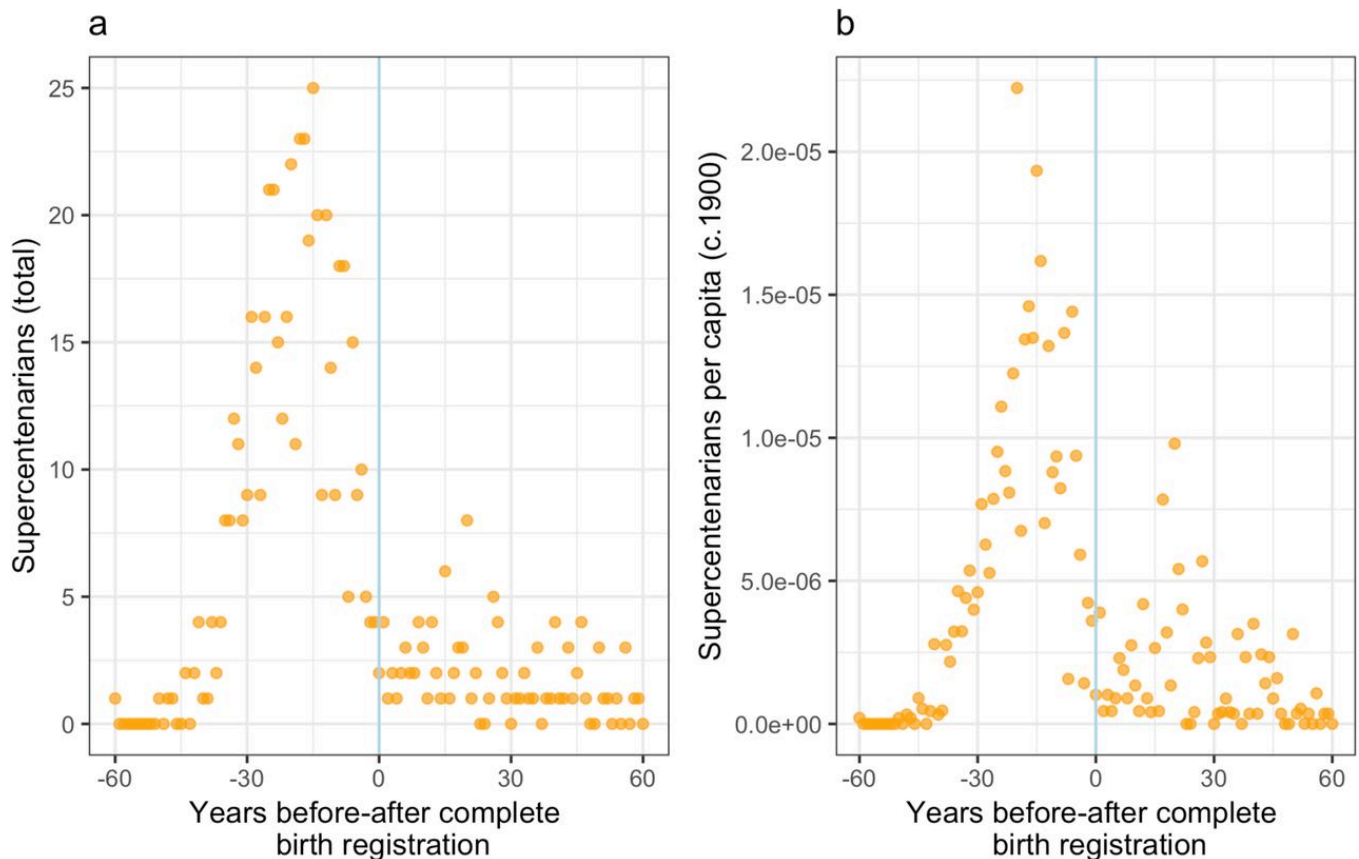 a
Supercentenarians (total)
25
20
15
10
5
0
-60
-30
0
30
60
Years before-after complete
birth registration
b
Supercentenarians per capita (c.1900)
2.0e-05
1.5e-05
1.0e-05
5.0e-06
0.0e+00
-60
-30
0
30
60
Years before-after complete
birth registration